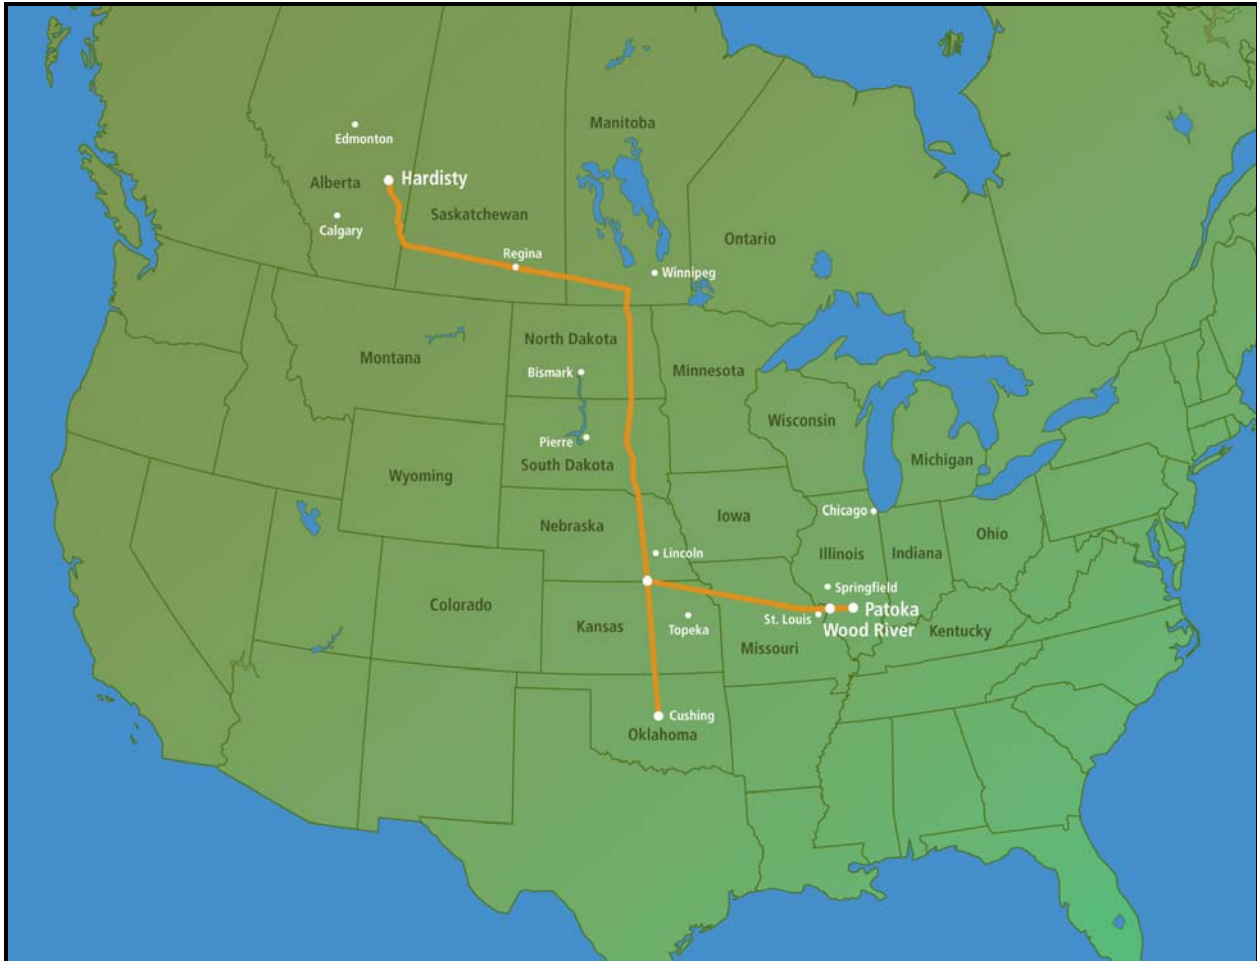 Manitoba
Edmonton
Alberta
Hardisty
Saskatchewan
Calgary
Ontario
Regina
Winnipeg
North Dakota
Montana
Bismark
Minnesota
Wisconsin
Pierre
South Dakota
Michigan
Wyoming
Chicago
Iowa
Nebraska
Ohio
Lincoln
Illinois
Indiana
Springfield
Colorado
Patoka
St. Louis
Kansas
Topeka
Wood River
Kentucky
Missouri
Cushing
Oklahoma